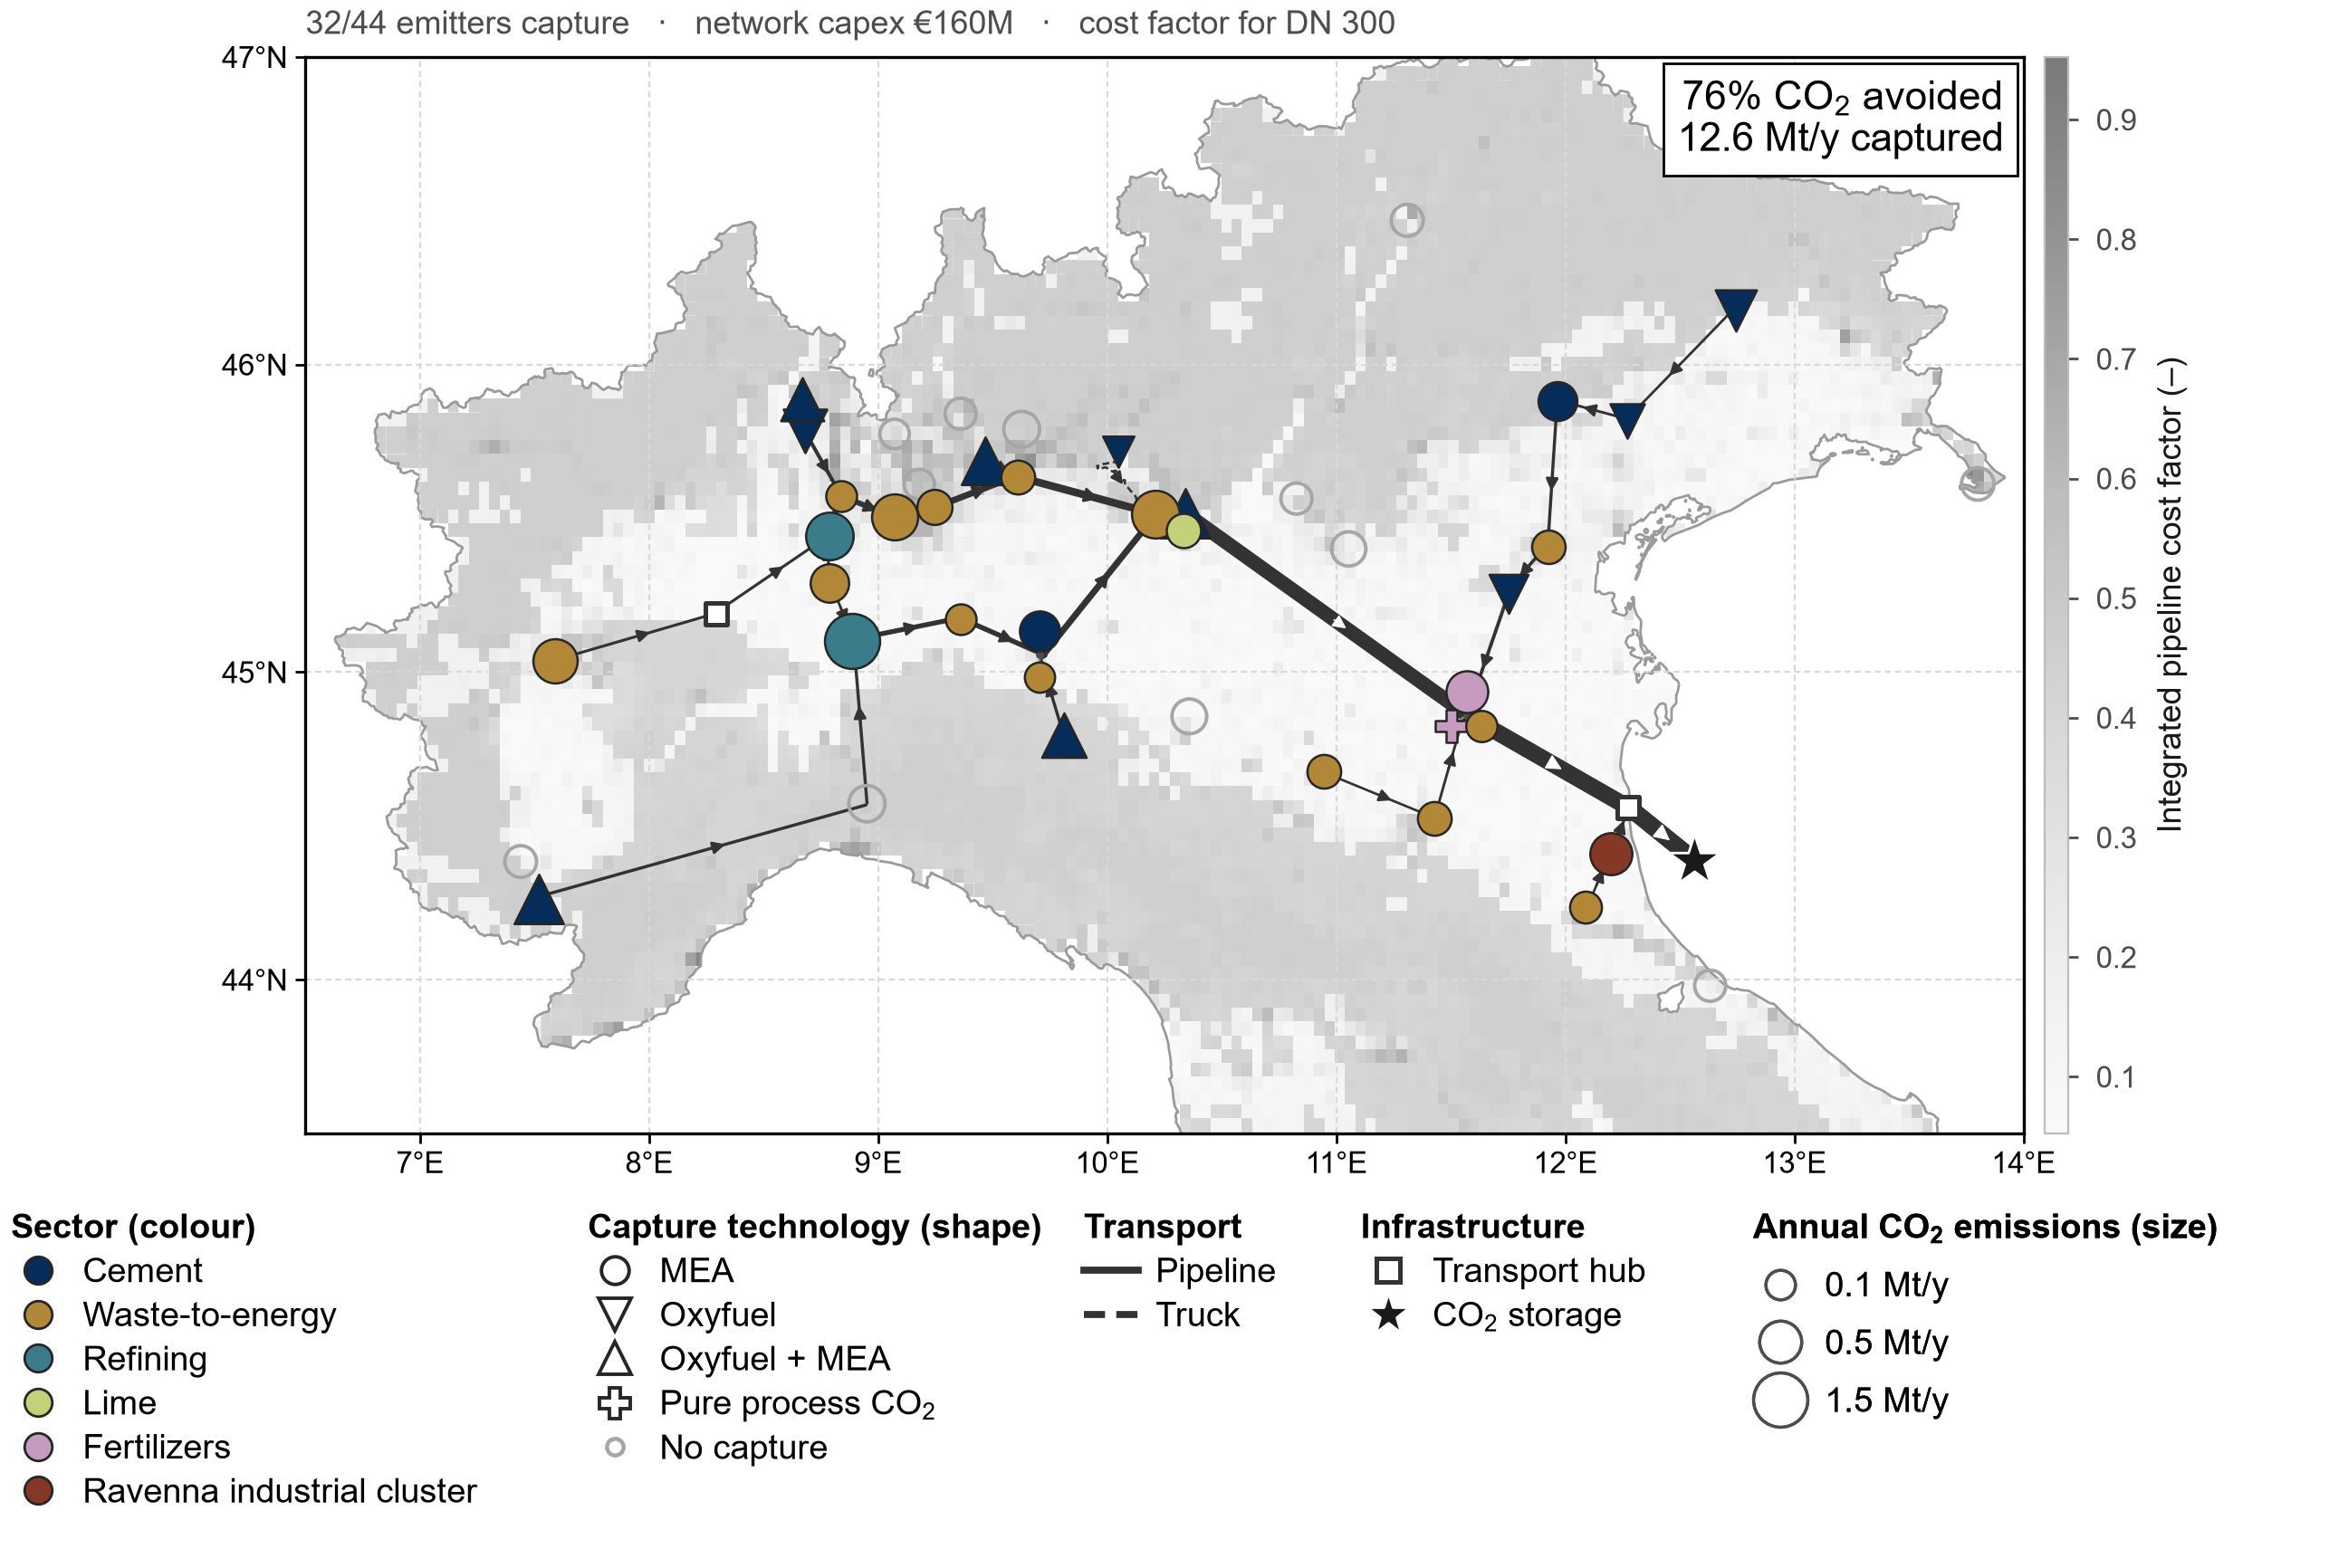 32/44 emitters capture · network capex €160M · cost factor for DN 300
76% CO₂ avoided
12.6 Mt/y captured
47°N
46°N
45°N
44°N
7°E
8°E
9°E
10°E
11°E
12°E
13°E
14°E
0.9
0.8
0.7
0.6
0.5
0.4
0.3
0.2
0.1
Integrated pipeline cost factor (–)
Sector (colour)
Cement
Waste-to-energy
Refining
Lime
Fertilizers
Ravenna industrial cluster
Capture technology (shape)
MEA
Oxyfuel
Oxyfuel + MEA
Pure process CO₂
No capture
Transport
Pipeline
Truck
Infrastructure
Transport hub
CO₂ storage
Annual CO₂ emissions (size)
0.1 Mt/y
0.5 Mt/y
1.5 Mt/y